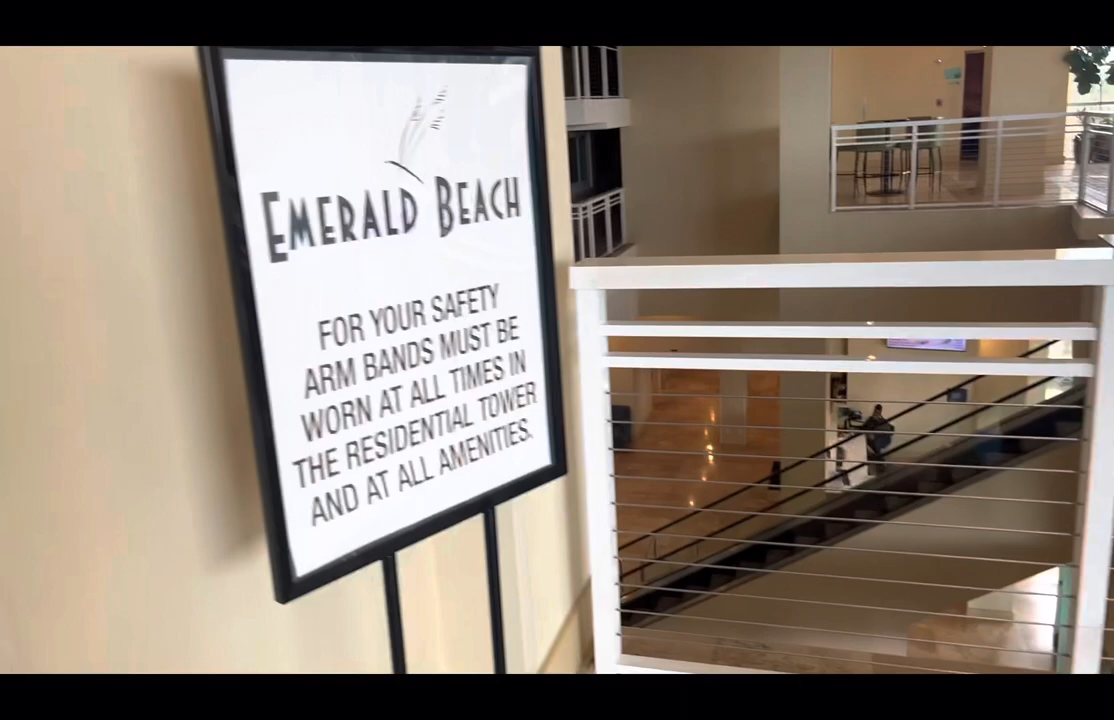 EMERALD BEACH
FOR YOUR SAFETY
ARM BANDS MUST BE
WORN AT ALL TIMES IN
THE RESIDENTIAL TOWER
AND AT ALL AMENITIES.